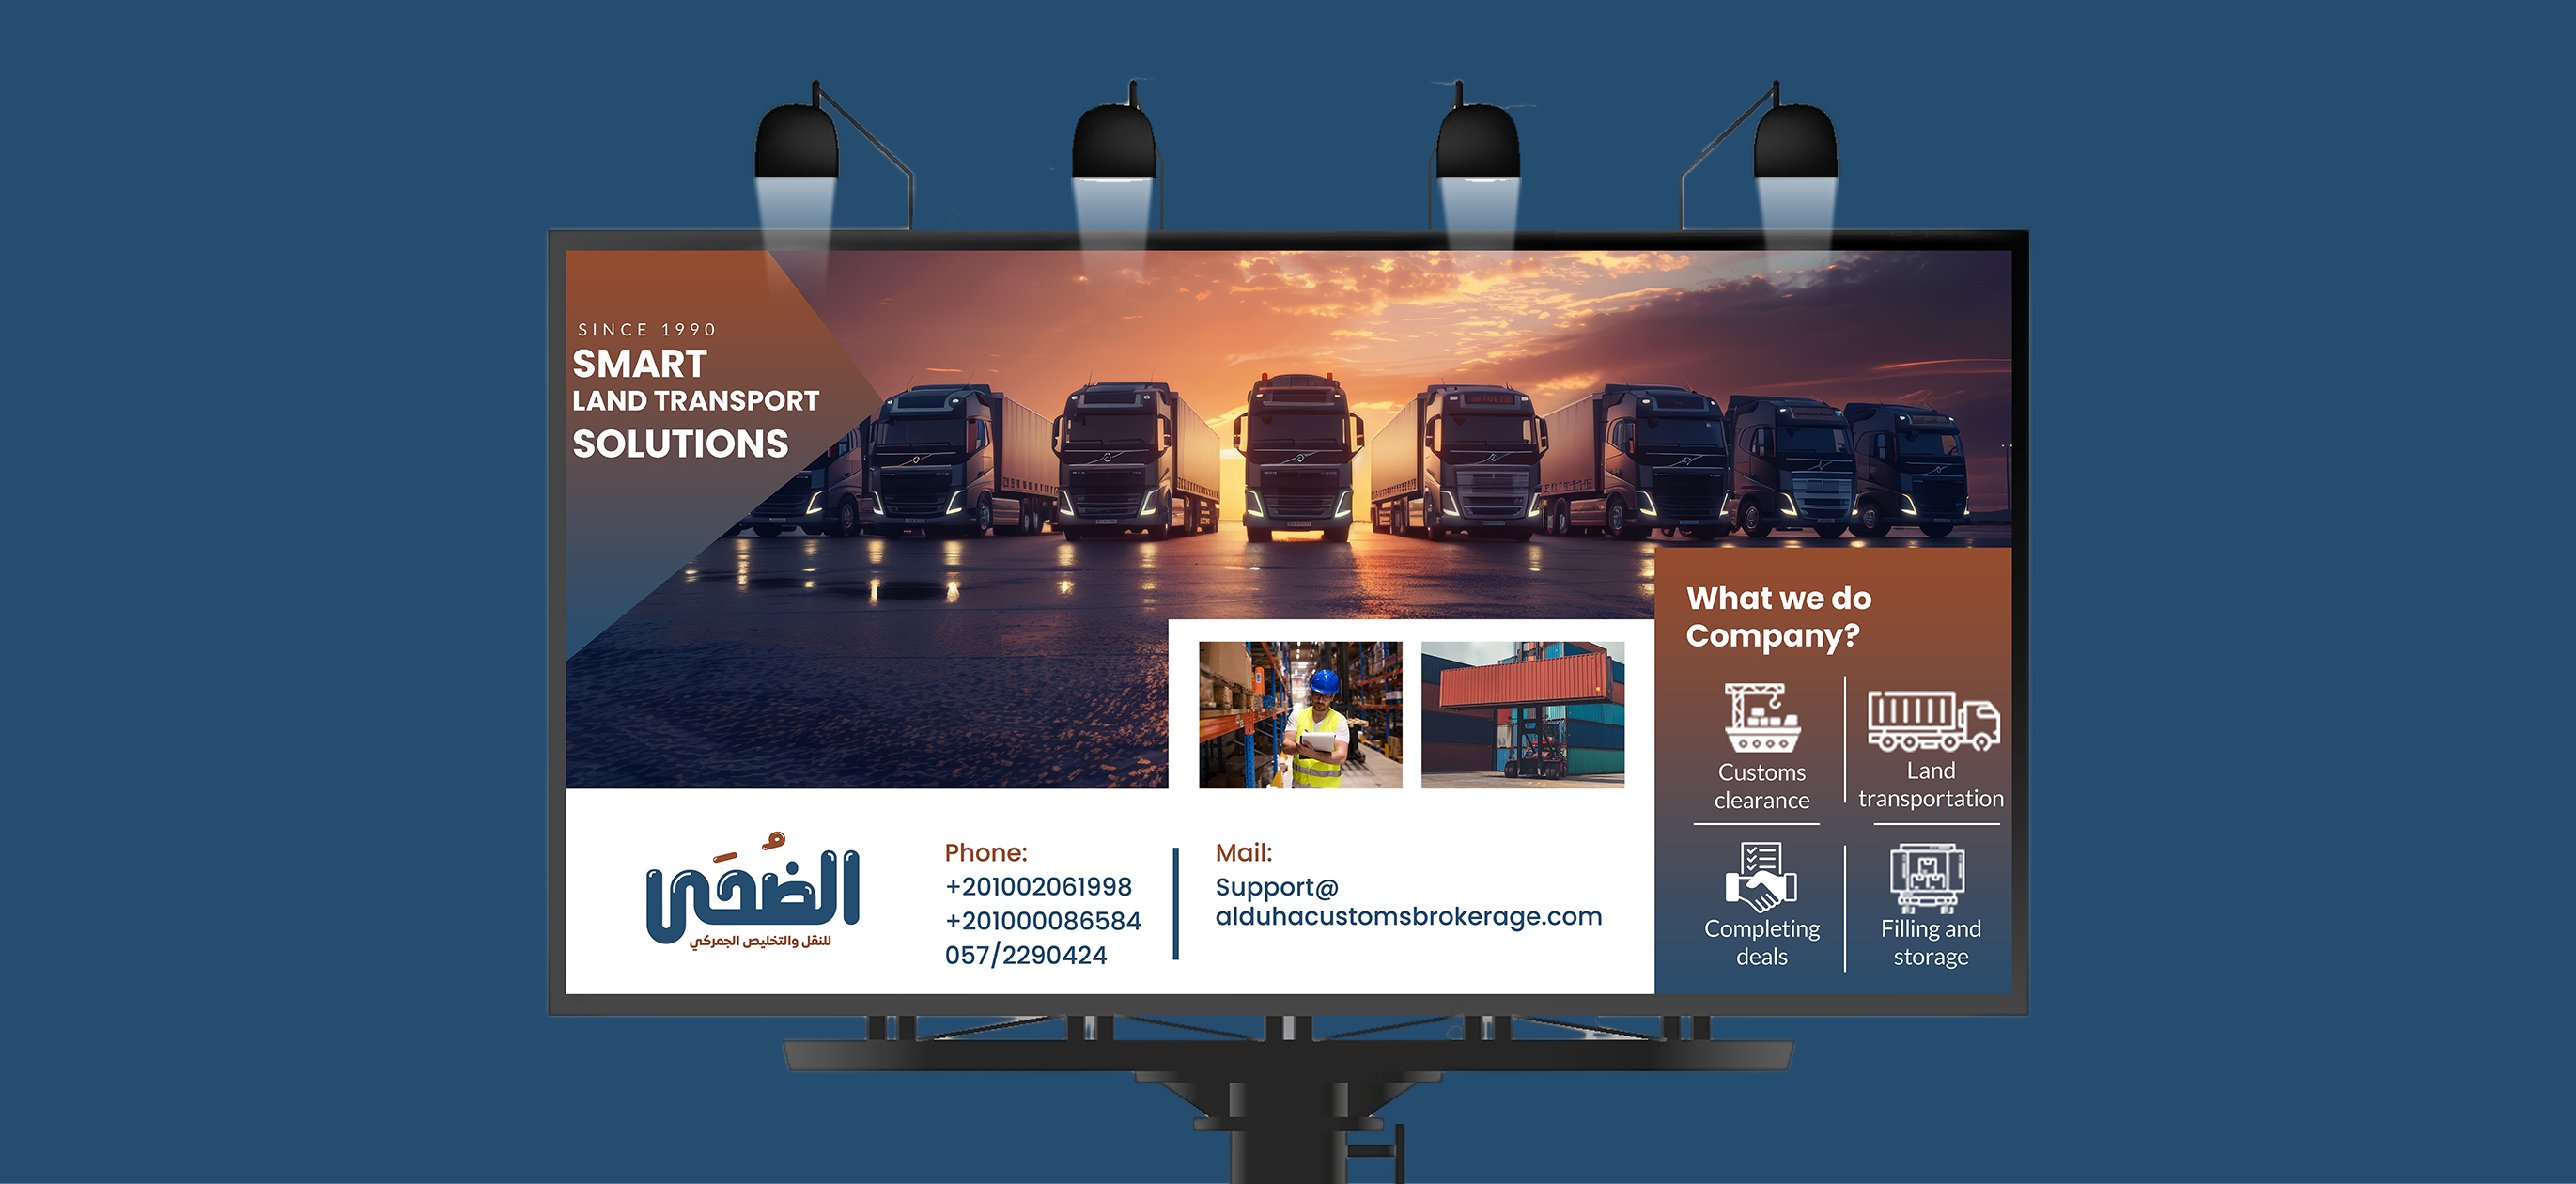 SINCE 1990
SMART
LAND TRANSPORT
SOLUTIONS
What we do
Company?
Customs
clearance
Land
transportation
Completing
deals
Filling and
storage
الضُحَى
للنقل والتخليص الجمركي
Phone:
+201002061998
+201000086584
057/2290424
Mail:
Support@
alduhacustomsbrokerage.com